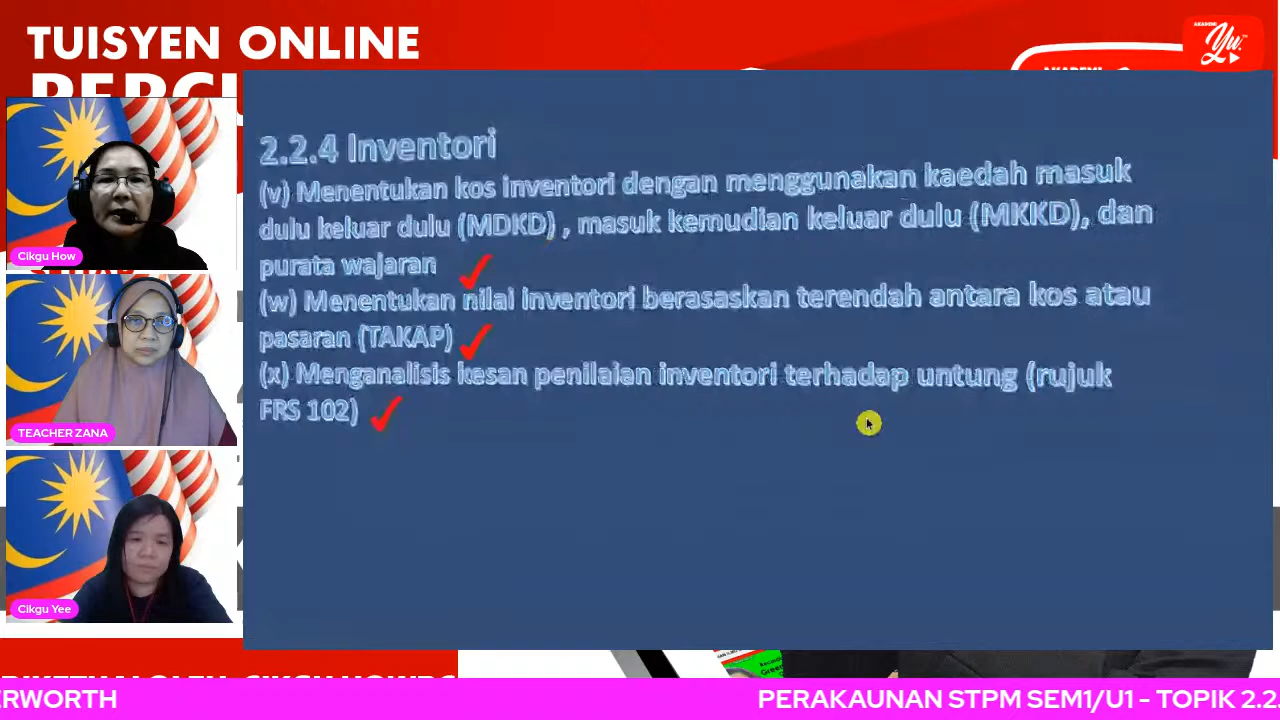 TUISYEN ONLINE
AKADEMI
Yu.
2.2.4 Inventori
(v) Menentukan kos inventori dengan menggunakan kaedah masuk
dulu keluar dulu (MDKD) , masuk kemudian keluar dulu (MKKD), dan
purata wajaran
(w) Menentukan nilai inventori berasaskan terendah antara kos atau
pasaran (TAKAP)
(x) Menganalisis kesan penilaian inventori terhadap untung (rujuk
FRS 102)
Cikgu How
TEACHER ZANA
Cikgu Yee
ERWORTH
PERAKAUNAN STPM SEM1/U1 - TOPIK 2.2.